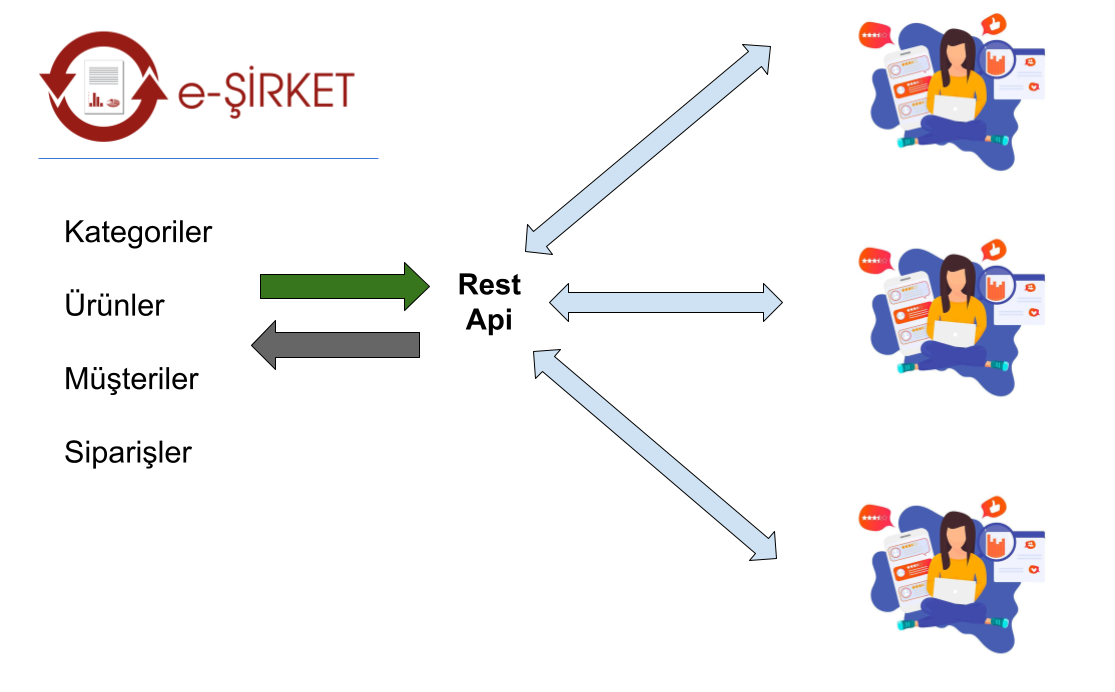 e-ŞİRKET
Kategoriler
Ürünler
Müşteriler
Siparişler
Rest
Api